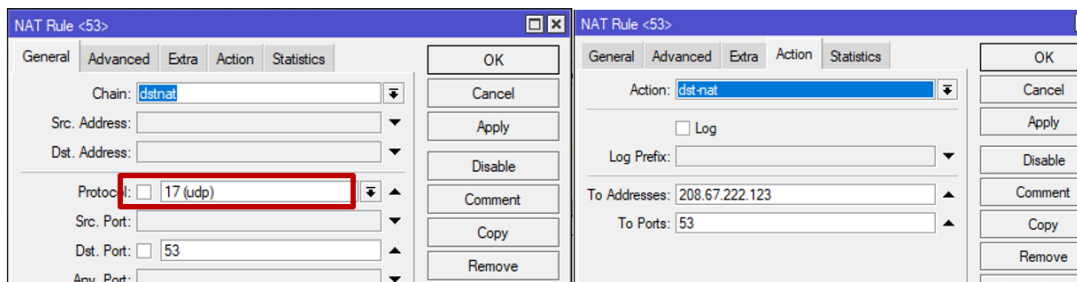 NAT Rule <53>
General Advanced Extra Action Statistics
OK
Chain: dstnat
Cancel
Src. Address:
Apply
Dst. Address:
Disable
Protocol: 17 (udp)
Comment
Src. Port:
Copy
Dst. Port: 53
Remove
Any. Port:
NAT Rule <53>
General Advanced Extra Action Statistics
OK
Action: dst-nat
Cancel
Log
Apply
Log Prefix:
Disable
To Addresses: 208.67.222.123
Comment
To Ports: 53
Copy
Remove